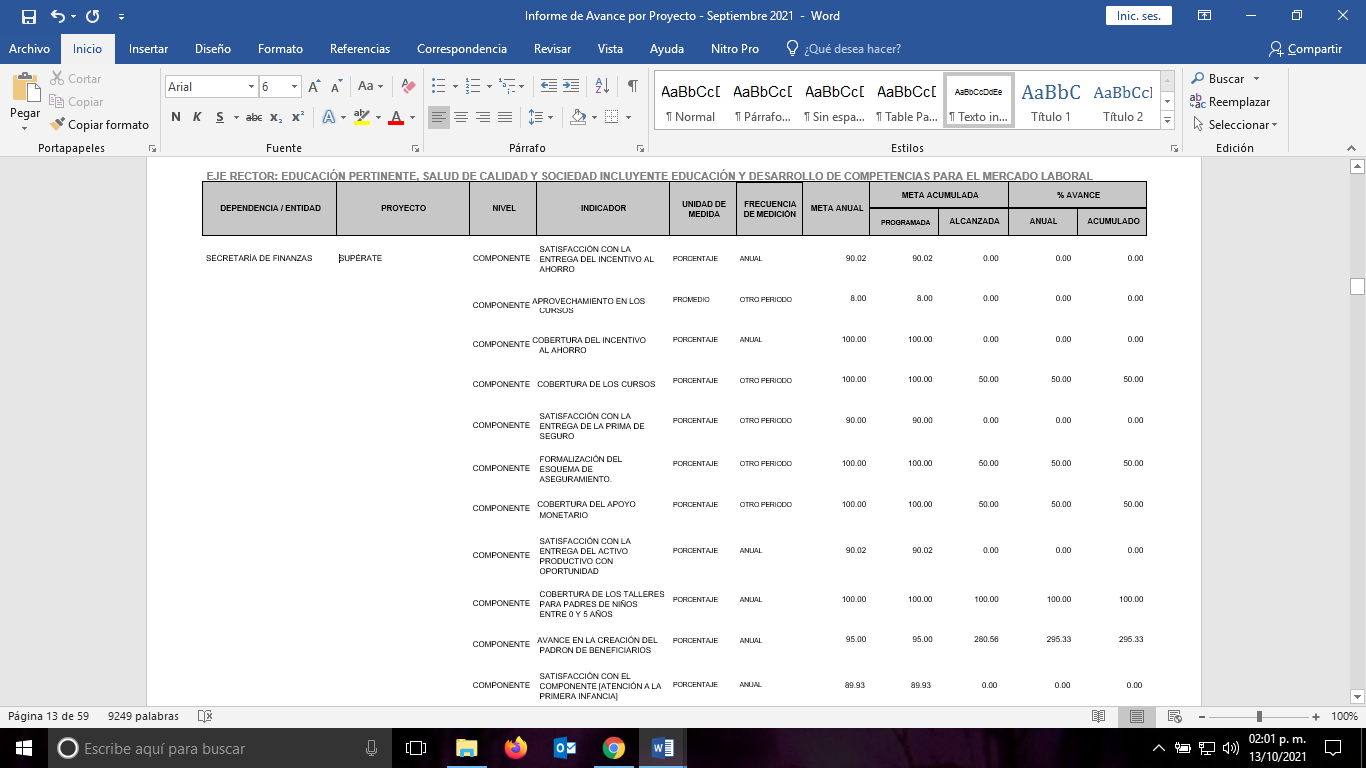 Informe de Avance por Proyecto - Septiembre 2021 - Word
Inic. ses.
Archivo Inicio Insertar Diseño Formato Referencias Correspondencia Revisar Vista Ayuda Nitro Pro ¿Qué desea hacer? Compartir
Pegar
Cortar
Copiar
Copiar formato
Portapapeles
Arial 6
N K S abc x₂ x²
Fuente
Párrafo
AaBbCcI AaBbCcI AaBbCcI AaBbCcI AaBbCcDdEe AaBbC AaBbCcI
¶ Normal ¶ Párrafo... ¶ Sin espa... ¶ Table Pa... ¶ Texto in... Título 1 Título 2
Estilos
Buscar
Reemplazar
Seleccionar
Edición
EJE RECTOR: EDUCACIÓN PERTINENTE, SALUD DE CALIDAD Y SOCIEDAD INCLUYENTE EDUCACIÓN Y DESARROLLO DE COMPETENCIAS PARA EL MERCADO LABORAL
DEPENDENCIA / ENTIDAD PROYECTO NIVEL INDICADOR UNIDAD DE MEDIDA FRECUENCIA DE MEDICIÓN META ANUAL META ACUMULADA % AVANCE
PROGRAMADA ALCANZADA ANUAL ACUMULADO
SECRETARÍA DE FINANZAS SUPÉRATE COMPONENTE SATISFACCIÓN CON LA ENTREGA DEL INCENTIVO AL AHORRO PORCENTAJE ANUAL 90.02 90.02 0.00 0.00 0.00
COMPONENTE APROVECHAMIENTO EN LOS CURSOS PROMEDIO OTRO PERIODO 8.00 8.00 0.00 0.00 0.00
COMPONENTE COBERTURA DEL INCENTIVO AL AHORRO PORCENTAJE ANUAL 100.00 100.00 0.00 0.00 0.00
COMPONENTE COBERTURA DE LOS CURSOS PORCENTAJE OTRO PERIODO 100.00 100.00 50.00 50.00 50.00
COMPONENTE SATISFACCIÓN CON LA ENTREGA DE LA PRIMA DE SEGURO PORCENTAJE OTRO PERIODO 90.00 90.00 0.00 0.00 0.00
COMPONENTE FORMALIZACIÓN DEL ESQUEMA DE ASEGURAMIENTO. PORCENTAJE OTRO PERIODO 100.00 100.00 50.00 50.00 50.00
COMPONENTE COBERTURA DEL APOYO MONETARIO PORCENTAJE OTRO PERIODO 100.00 100.00 50.00 50.00 50.00
COMPONENTE SATISFACCIÓN CON LA ENTREGA DEL ACTIVO PRODUCTIVO CON OPORTUNIDAD PORCENTAJE ANUAL 90.02 90.02 0.00 0.00 0.00
COMPONENTE COBERTURA DE LOS TALLERES PARA PADRES DE NIÑOS ENTRE 0 Y 5 AÑOS PORCENTAJE ANUAL 100.00 100.00 100.00 100.00 100.00
COMPONENTE AVANCE EN LA CREACIÓN DEL PADRON DE BENEFICIARIOS PORCENTAJE ANUAL 95.00 95.00 280.56 295.33 295.33
COMPONENTE SATISFACCIÓN CON EL COMPONENTE [ATENCIÓN A LA PRIMERA INFANCIA] PORCENTAJE ANUAL 89.93 89.93 0.00 0.00 0.00
Página 13 de 59 9249 palabras 100%
Escribe aquí para buscar
02:01 p. m.
13/10/2021